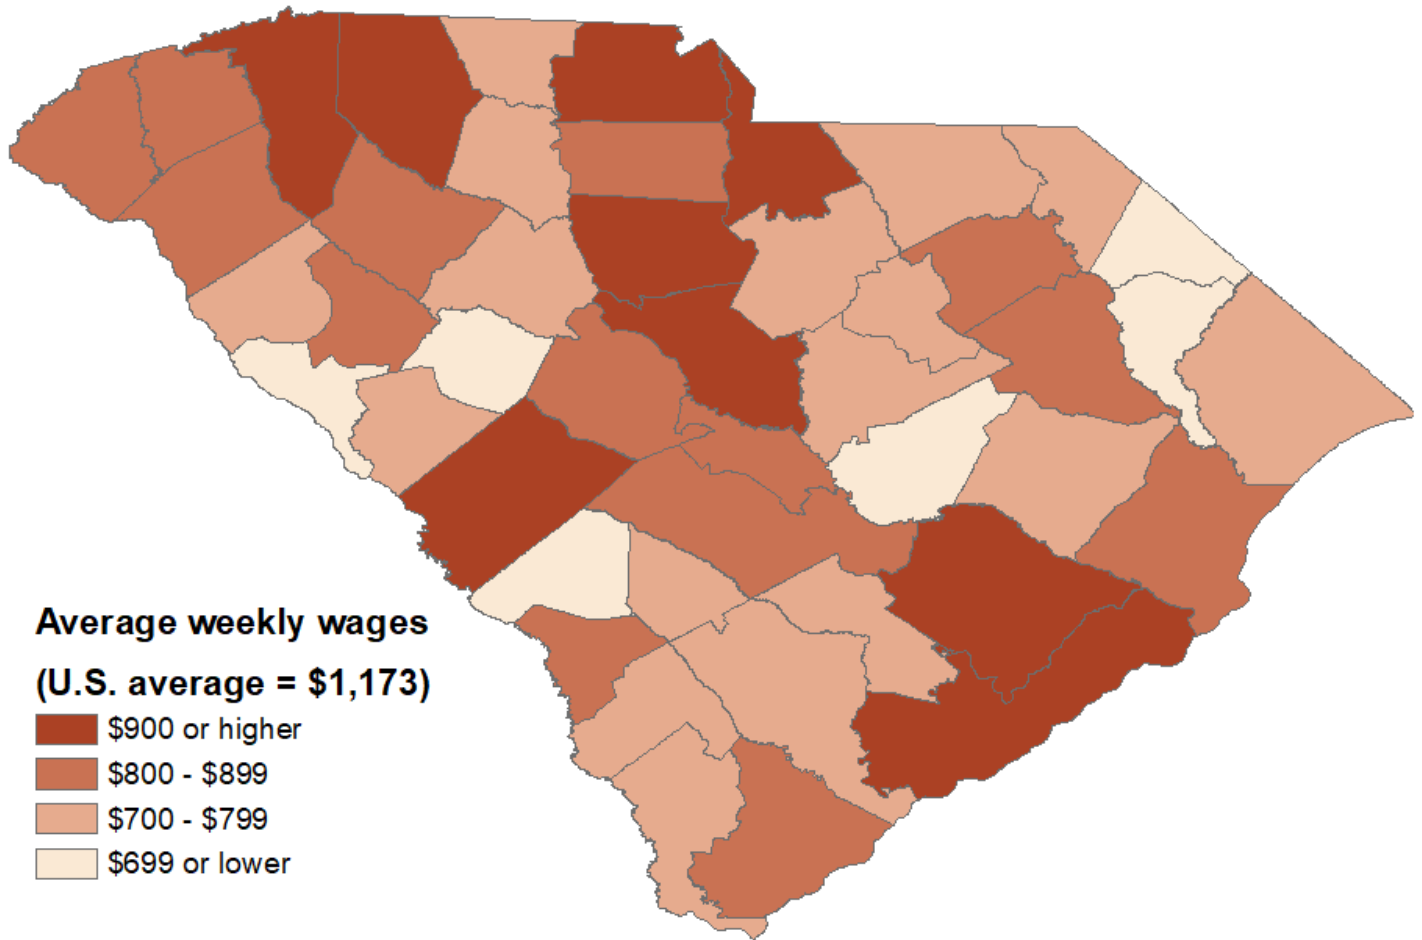 Average weekly wages
(U.S. average = $1,173)
$900 or higher
$800 - $899
$700 - $799
$699 or lower